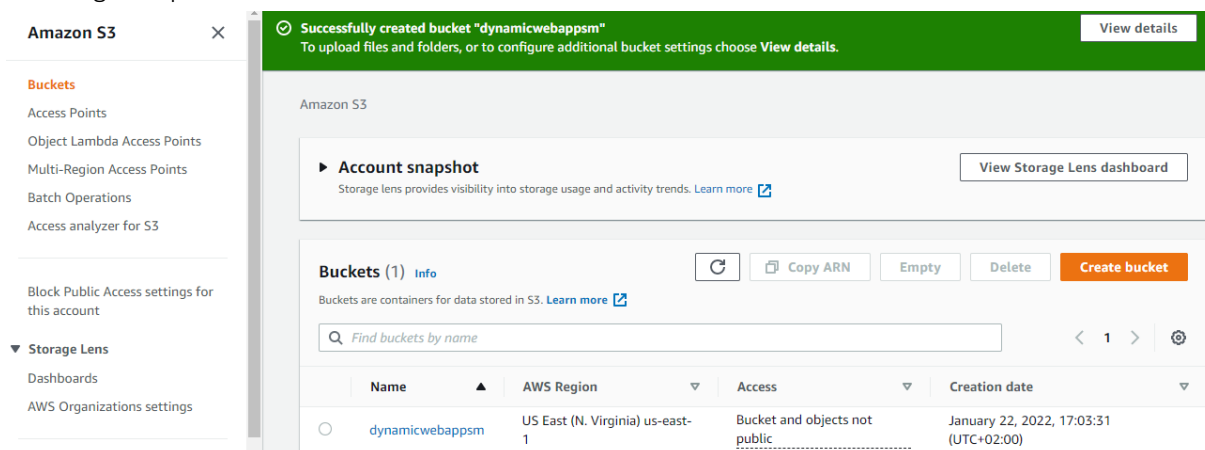 Amazon S3
Buckets
Access Points
Object Lambda Access Points
Multi-Region Access Points
Batch Operations
Access analyzer for S3
Block Public Access settings for
this account
Storage Lens
Dashboards
AWS Organizations settings
Successfully created bucket "dynamicwebappsm"
To upload files and folders, or to configure additional bucket settings choose View details.
View details
Amazon S3
Account snapshot
Storage lens provides visibility into storage usage and activity trends. Learn more
View Storage Lens dashboard
Buckets (1) Info
Copy ARN
Empty
Delete
Create bucket
Buckets are containers for data stored in S3. Learn more
Find buckets by name
1
Name
AWS Region
Access
Creation date
dynamicwebappsm
US East (N. Virginia) us-east-
1
Bucket and objects not
public
January 22, 2022, 17:03:31
(UTC+02:00)